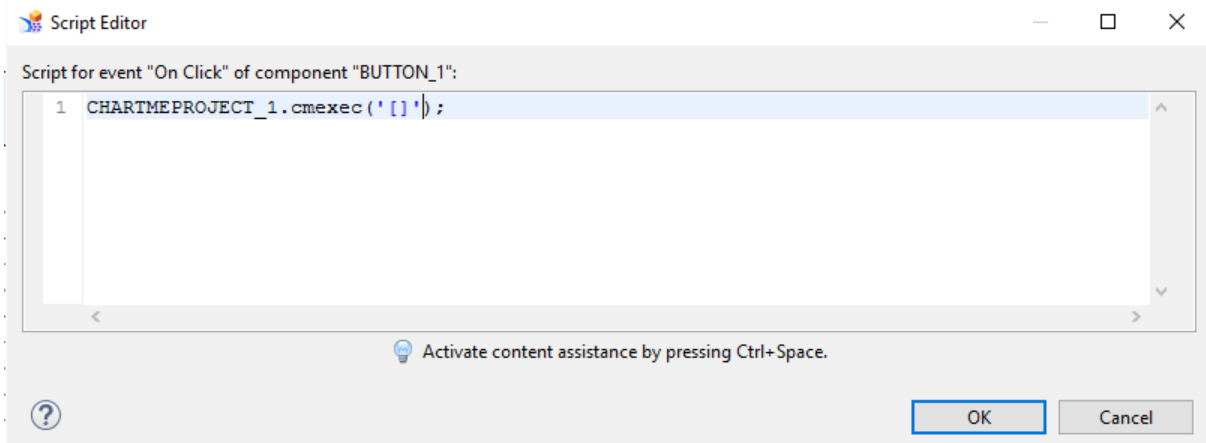 Script Editor
Script for event "On Click" of component "BUTTON_1":
1 CHARTMEPROJECT_1.cmexec('[]');
Activate content assistance by pressing Ctrl+Space.
OK Cancel